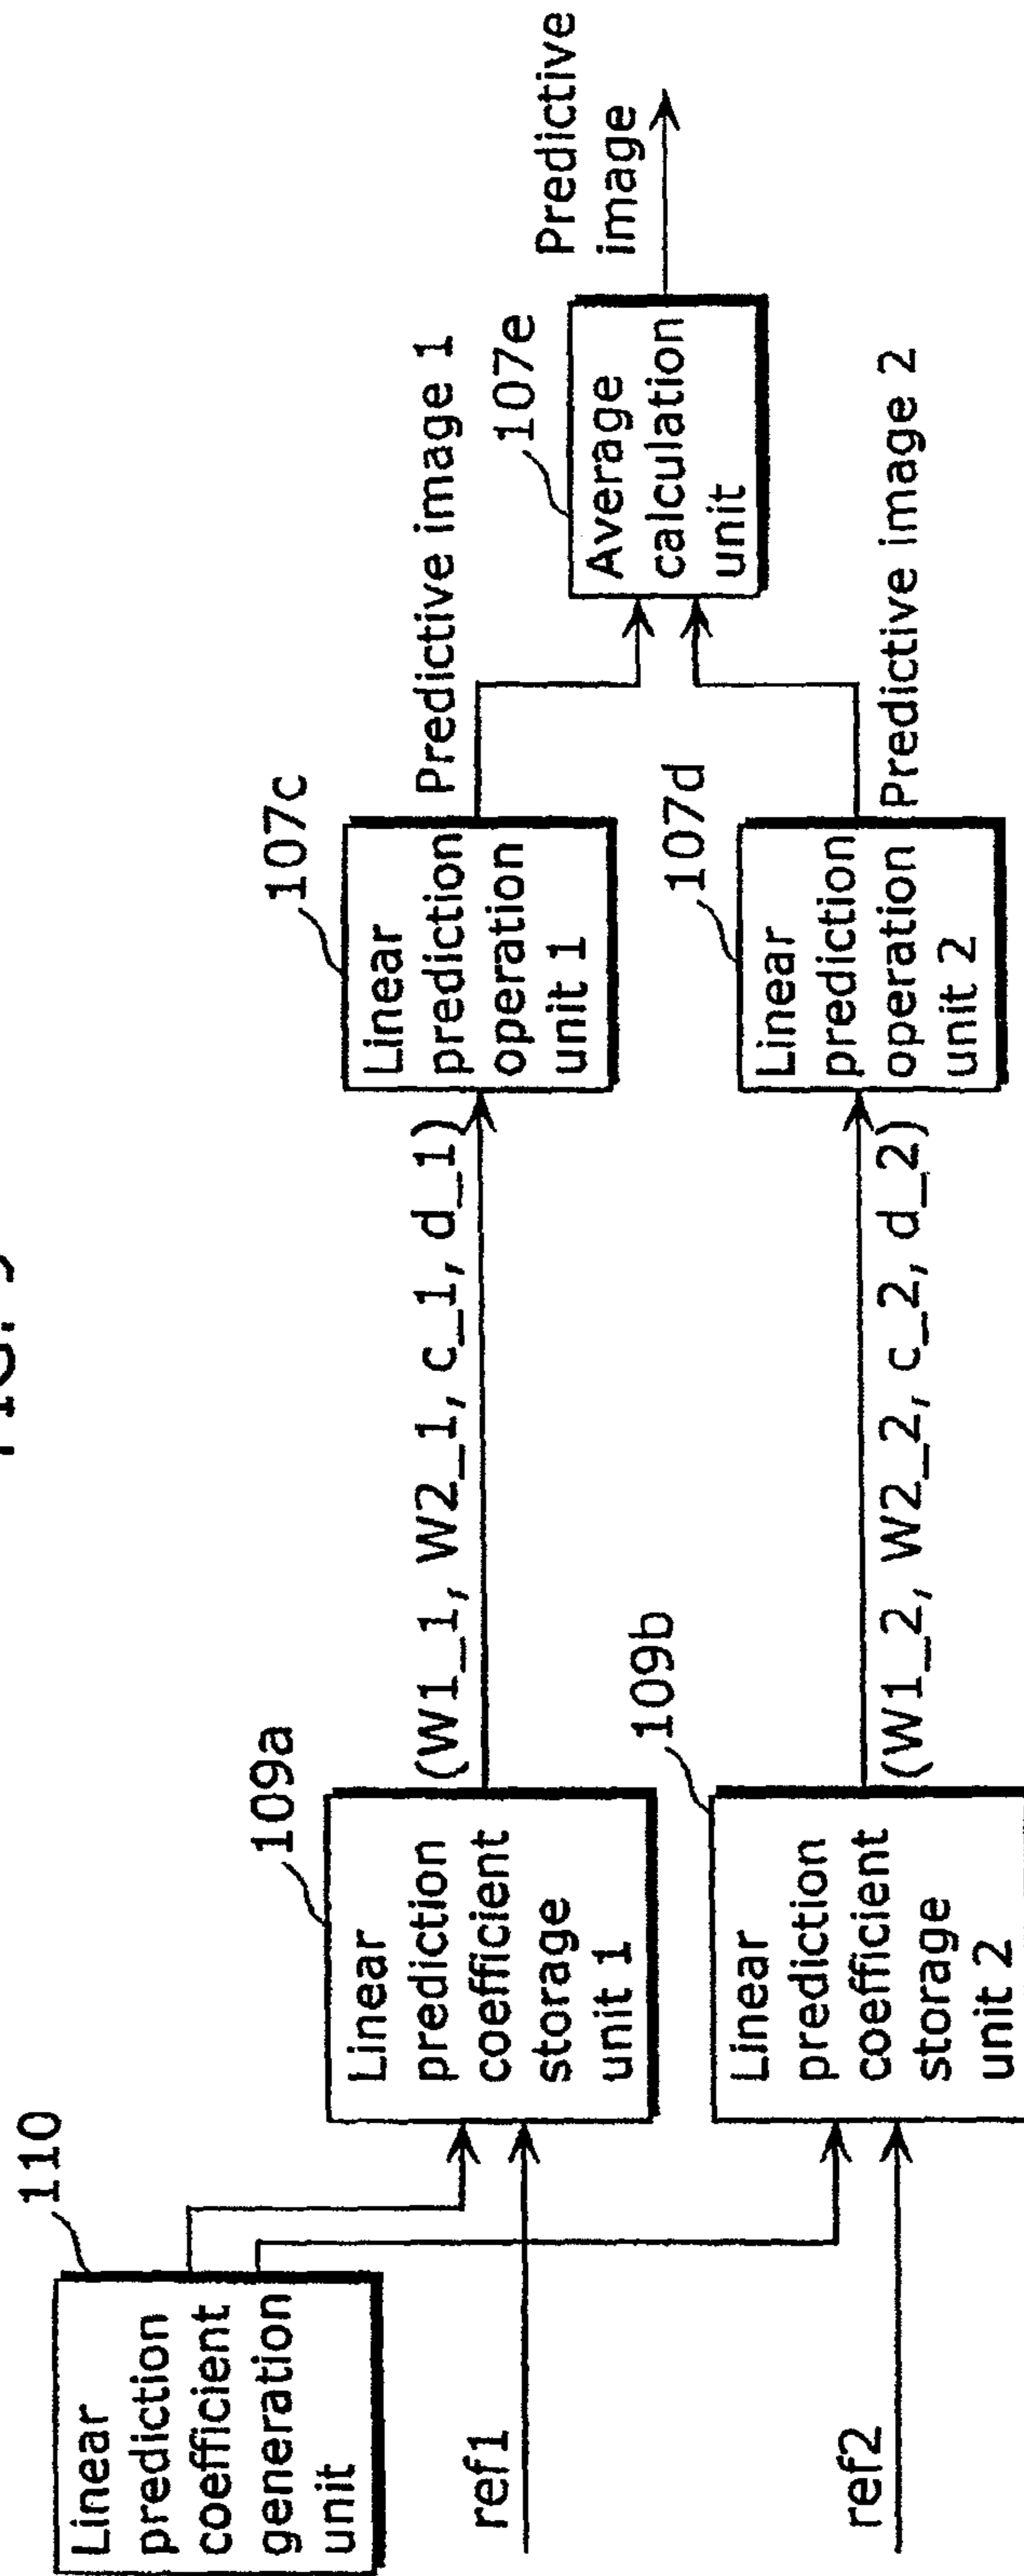 110
Linear
prediction
coefficient
generation
unit
ref1
ref2
109a
Linear
prediction
coefficient
storage
unit 1
109b
Linear
prediction
coefficient
storage
unit 2
(W1_1, W2_1, c_1, d_1)
(W1_2, W2_2, c_2, d_2)
107c
Linear
prediction
operation
unit 1
107d
Linear
prediction
operation
unit 2
Predictive image 1
Predictive image 2
107e
Average
calculation
unit
Predictive
image